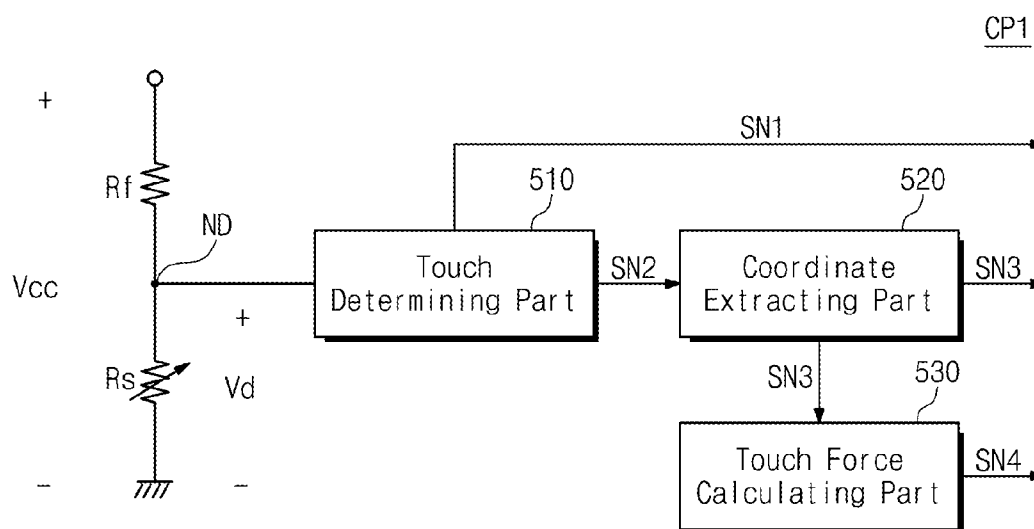 CP1
+
SN1
Rf
510
520
ND
Touch
Determining Part
SN2
Coordinate
Extracting Part
SN3
Vcc
+
Rs
Vd
SN3
530
Touch Force
Calculating Part
SN4
-
-